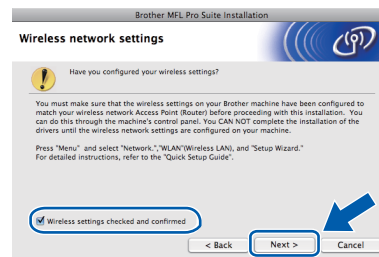 Brother MFL Pro Suite Installation
Wireless network settings
Have you configured your wireless settings?
You must make sure that the wireless settings on your Brother machine have been configured to
match your wireless network Access Point (Router) before proceeding with this installation. You
can do this through the machine's control panel. You CAN NOT complete the installation of the
drivers until the wireless network settings are configured on your machine.
Press "Menu" and select "Network.","WLAN"(Wireless LAN), and "Setup Wizard."
For detailed instructions, refer to the "Quick Setup Guide".
Wireless settings checked and confirmed
< Back Next > Cancel